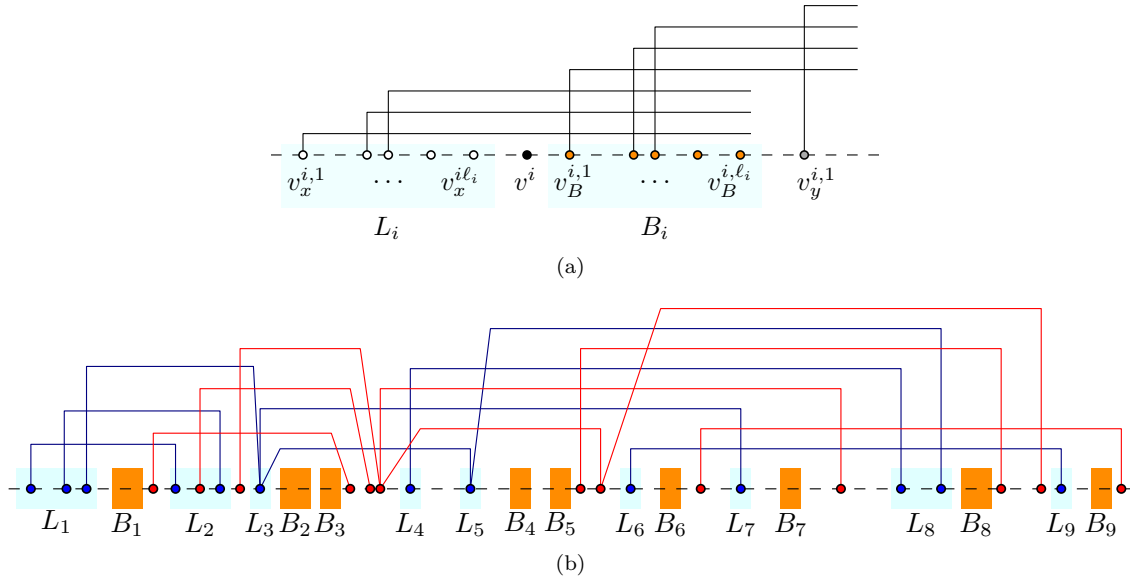 v_x^{i,1} ⋯ v_x^{iℓ_i} v^i v_B^{i,1} ⋯ v_B^{i,ℓ_i} v_y^{i,1}
L_i B_i
(a)
L_1 B_1 L_2 L_3 B_2 B_3 L_4 L_5 B_4 B_5 L_6 B_6 L_7 B_7 L_8 B_8 L_9 B_9
(b)